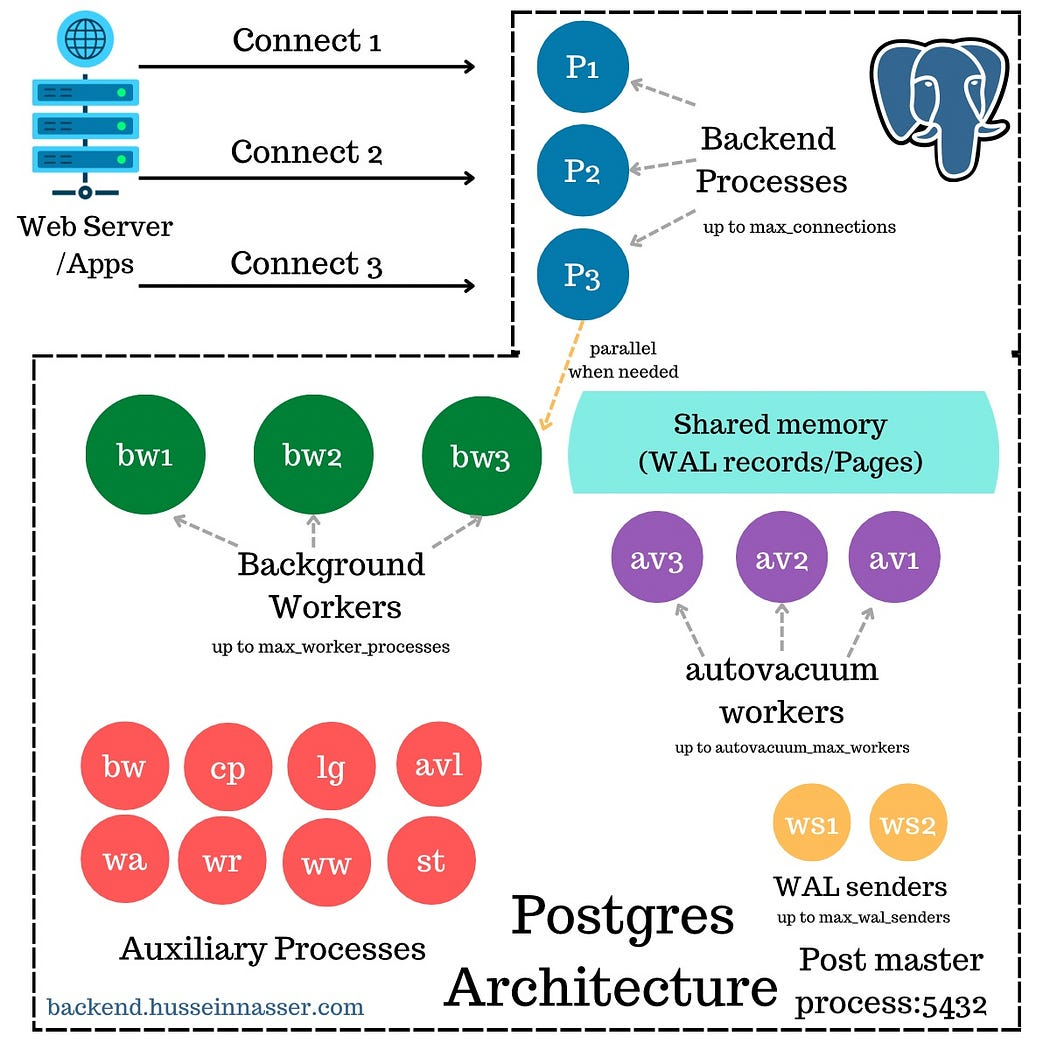 Connect 1
Connect 2
Connect 3
Web Server
/Apps
P1
P2
P3
Backend
Processes
up to max_connections
parallel
when needed
bw1
bw2
bw3
Background
Workers
up to max_worker_processes
Shared memory
(WAL records/Pages)
av3
av2
av1
autovacuum
workers
up to autovacuum_max_workers
bw
cp
lg
avl
wa
wr
ww
st
Auxiliary Processes
ws1
ws2
WAL senders
up to max_wal_senders
Postgres
Architecture
Post master
process:5432
backend.husseinnasser.com